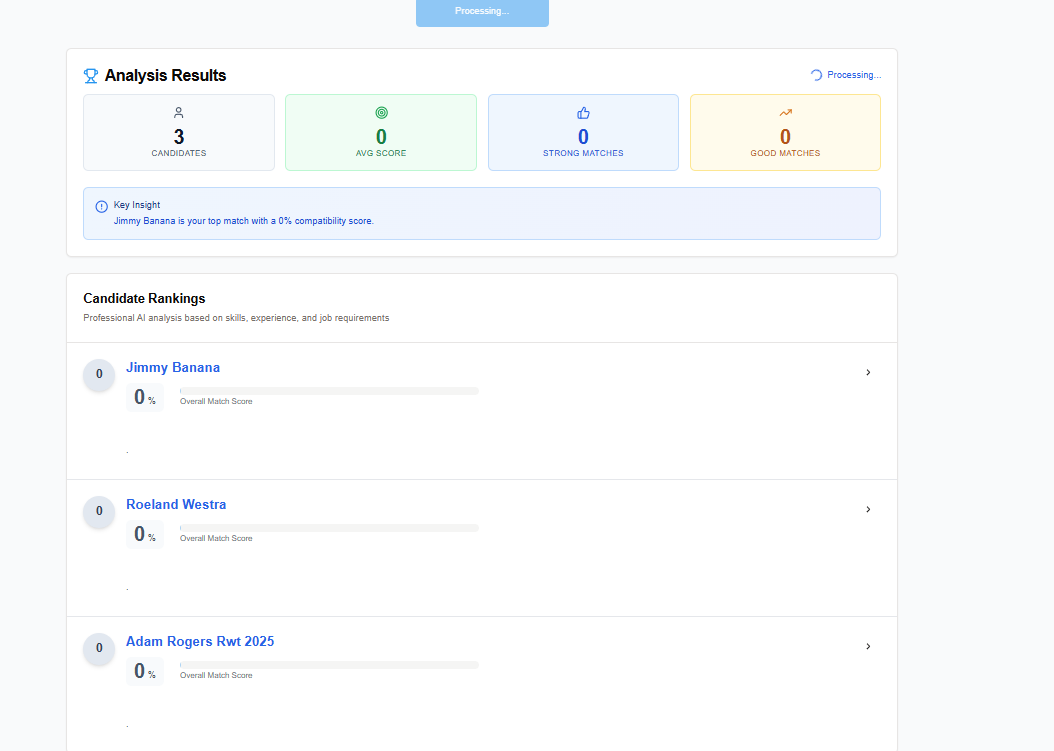 Processing...
Analysis Results
Processing...
3
CANDIDATES
0
AVG SCORE
0
STRONG MATCHES
0
GOOD MATCHES
Key Insight
Jimmy Banana is your top match with a 0% compatibility score.
Candidate Rankings
Professional AI analysis based on skills, experience, and job requirements
0
Jimmy Banana
0 %
Overall Match Score
.
0
Roeland Westra
0 %
Overall Match Score
.
0
Adam Rogers Rwt 2025
0 %
Overall Match Score
.